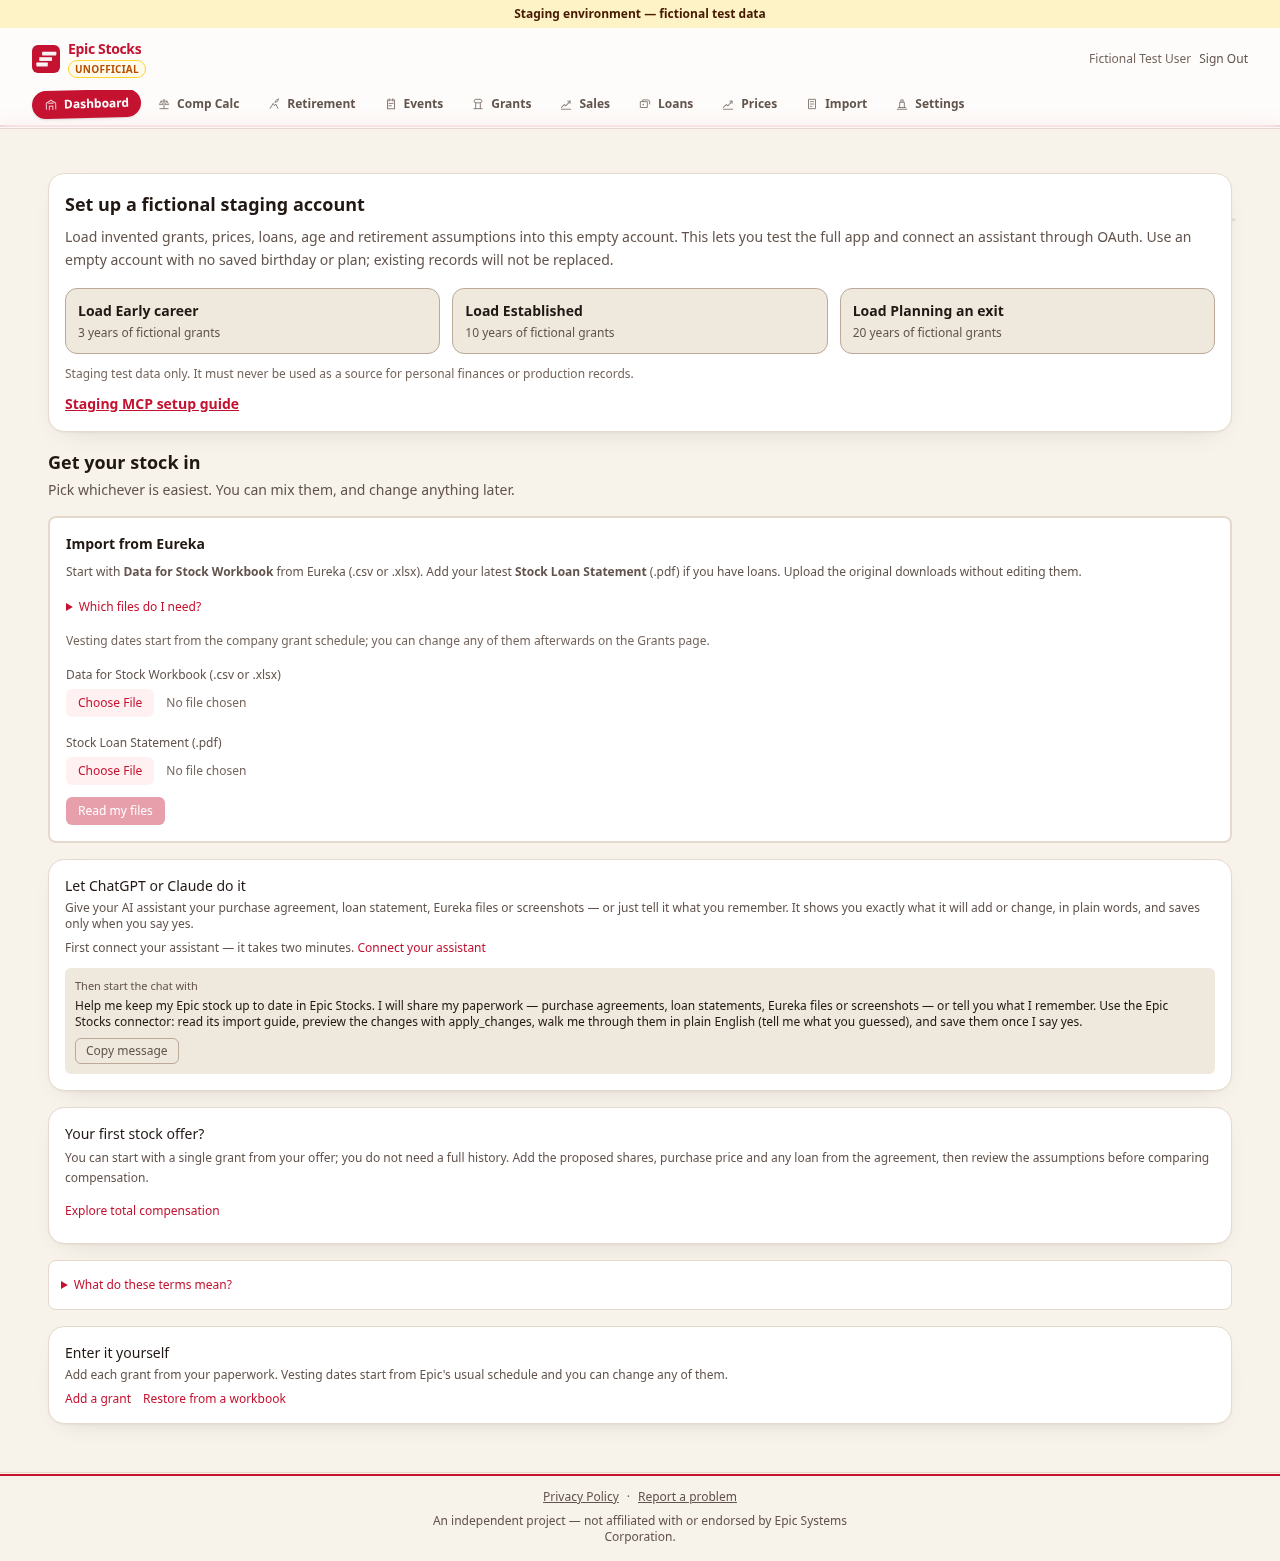 Staging environment — fictional test data
Epic Stocks
UNOFFICIAL
Fictional Test User Sign Out
Dashboard Comp Calc Retirement Events Grants Sales Loans Prices Import Settings
Set up a fictional staging account
Load invented grants, prices, loans, age and retirement assumptions into this empty account. This lets you test the full app and connect an assistant through OAuth. Use an
empty account with no saved birthday or plan; existing records will not be replaced.
Load Early career
3 years of fictional grants
Load Established
10 years of fictional grants
Load Planning an exit
20 years of fictional grants
Staging test data only. It must never be used as a source for personal finances or production records.
Staging MCP setup guide
Get your stock in
Pick whichever is easiest. You can mix them, and change anything later.
Import from Eureka
Start with Data for Stock Workbook from Eureka (.csv or .xlsx). Add your latest Stock Loan Statement (.pdf) if you have loans. Upload the original downloads without editing them.
Which files do I need?
Vesting dates start from the company grant schedule; you can change any of them afterwards on the Grants page.
Data for Stock Workbook (.csv or .xlsx)
Choose File No file chosen
Stock Loan Statement (.pdf)
Choose File No file chosen
Read my files
Let ChatGPT or Claude do it
Give your AI assistant your purchase agreement, loan statement, Eureka files or screenshots — or just tell it what you remember. It shows you exactly what it will add or change, in plain words, and saves
only when you say yes.
First connect your assistant — it takes two minutes. Connect your assistant
Then start the chat with
Help me keep my Epic stock up to date in Epic Stocks. I will share my paperwork — purchase agreements, loan statements, Eureka files or screenshots — or tell you what I remember. Use the Epic
Stocks connector: read its import guide, preview the changes with apply_changes, walk me through them in plain English (tell me what you guessed), and save them once I say yes.
Copy message
Your first stock offer?
You can start with a single grant from your offer; you do not need a full history. Add the proposed shares, purchase price and any loan from the agreement, then review the assumptions before comparing
compensation.
Explore total compensation
What do these terms mean?
Enter it yourself
Add each grant from your paperwork. Vesting dates start from Epic's usual schedule and you can change any of them.
Add a grant Restore from a workbook
Privacy Policy · Report a problem
An independent project — not affiliated with or endorsed by Epic Systems
Corporation.